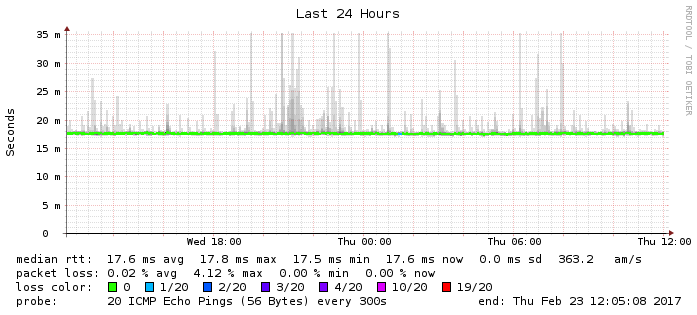 Last 24 Hours
RRDTOOL / TOBI OETIKER
Seconds
35 m
30 m
25 m
20 m
15 m
10 m
5 m
0
Wed 18:00 Thu 00:00 Thu 06:00 Thu 12:00
median rtt: 17.6 ms avg 17.8 ms max 17.5 ms min 17.6 ms now 0.0 ms sd 363.2 am/s
packet loss: 0.02 % avg 4.12 % max 0.00 % min 0.00 % now
loss color: 0 1/20 2/20 3/20 4/20 10/20 19/20
probe: 20 ICMP Echo Pings (56 Bytes) every 300s end: Thu Feb 23 12:05:08 2017